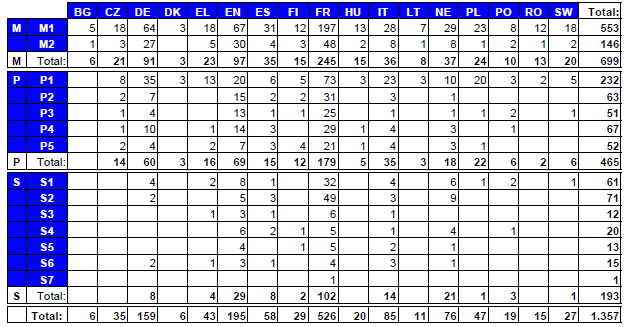 BG CZ DE DK EL EN ES FI FR HU IT LT NE PL PO RO SW Total:
M M1 5 18 64 3 18 67 31 12 197 13 28 7 29 23 8 12 18 553
M2 1 3 27 5 30 4 3 48 2 8 1 8 1 2 1 2 146
M Total: 6 21 91 3 23 97 35 15 245 15 36 8 37 24 10 13 20 699
P P1 8 35 3 13 20 6 5 73 3 23 3 10 20 3 2 5 232
P2 2 7 15 2 2 31 3 1 63
P3 1 4 13 1 1 25 1 1 1 2 1 51
P4 1 10 1 14 3 29 1 4 3 1 67
P5 2 4 2 7 3 4 21 1 4 3 1 52
P Total: 14 60 3 16 69 15 12 179 5 35 3 18 22 6 2 6 465
S S1 4 2 8 1 32 4 6 1 2 1 61
S2 2 5 3 49 3 9 71
S3 1 3 1 6 1 12
S4 6 2 1 5 1 4 1 20
S5 4 1 5 2 1 13
S6 2 1 3 1 4 3 1 15
S7 1 1
S Total: 8 4 29 8 2 102 14 21 1 3 1 193
Total: 6 35 159 6 43 195 58 29 526 20 85 11 76 47 19 15 27 1.357